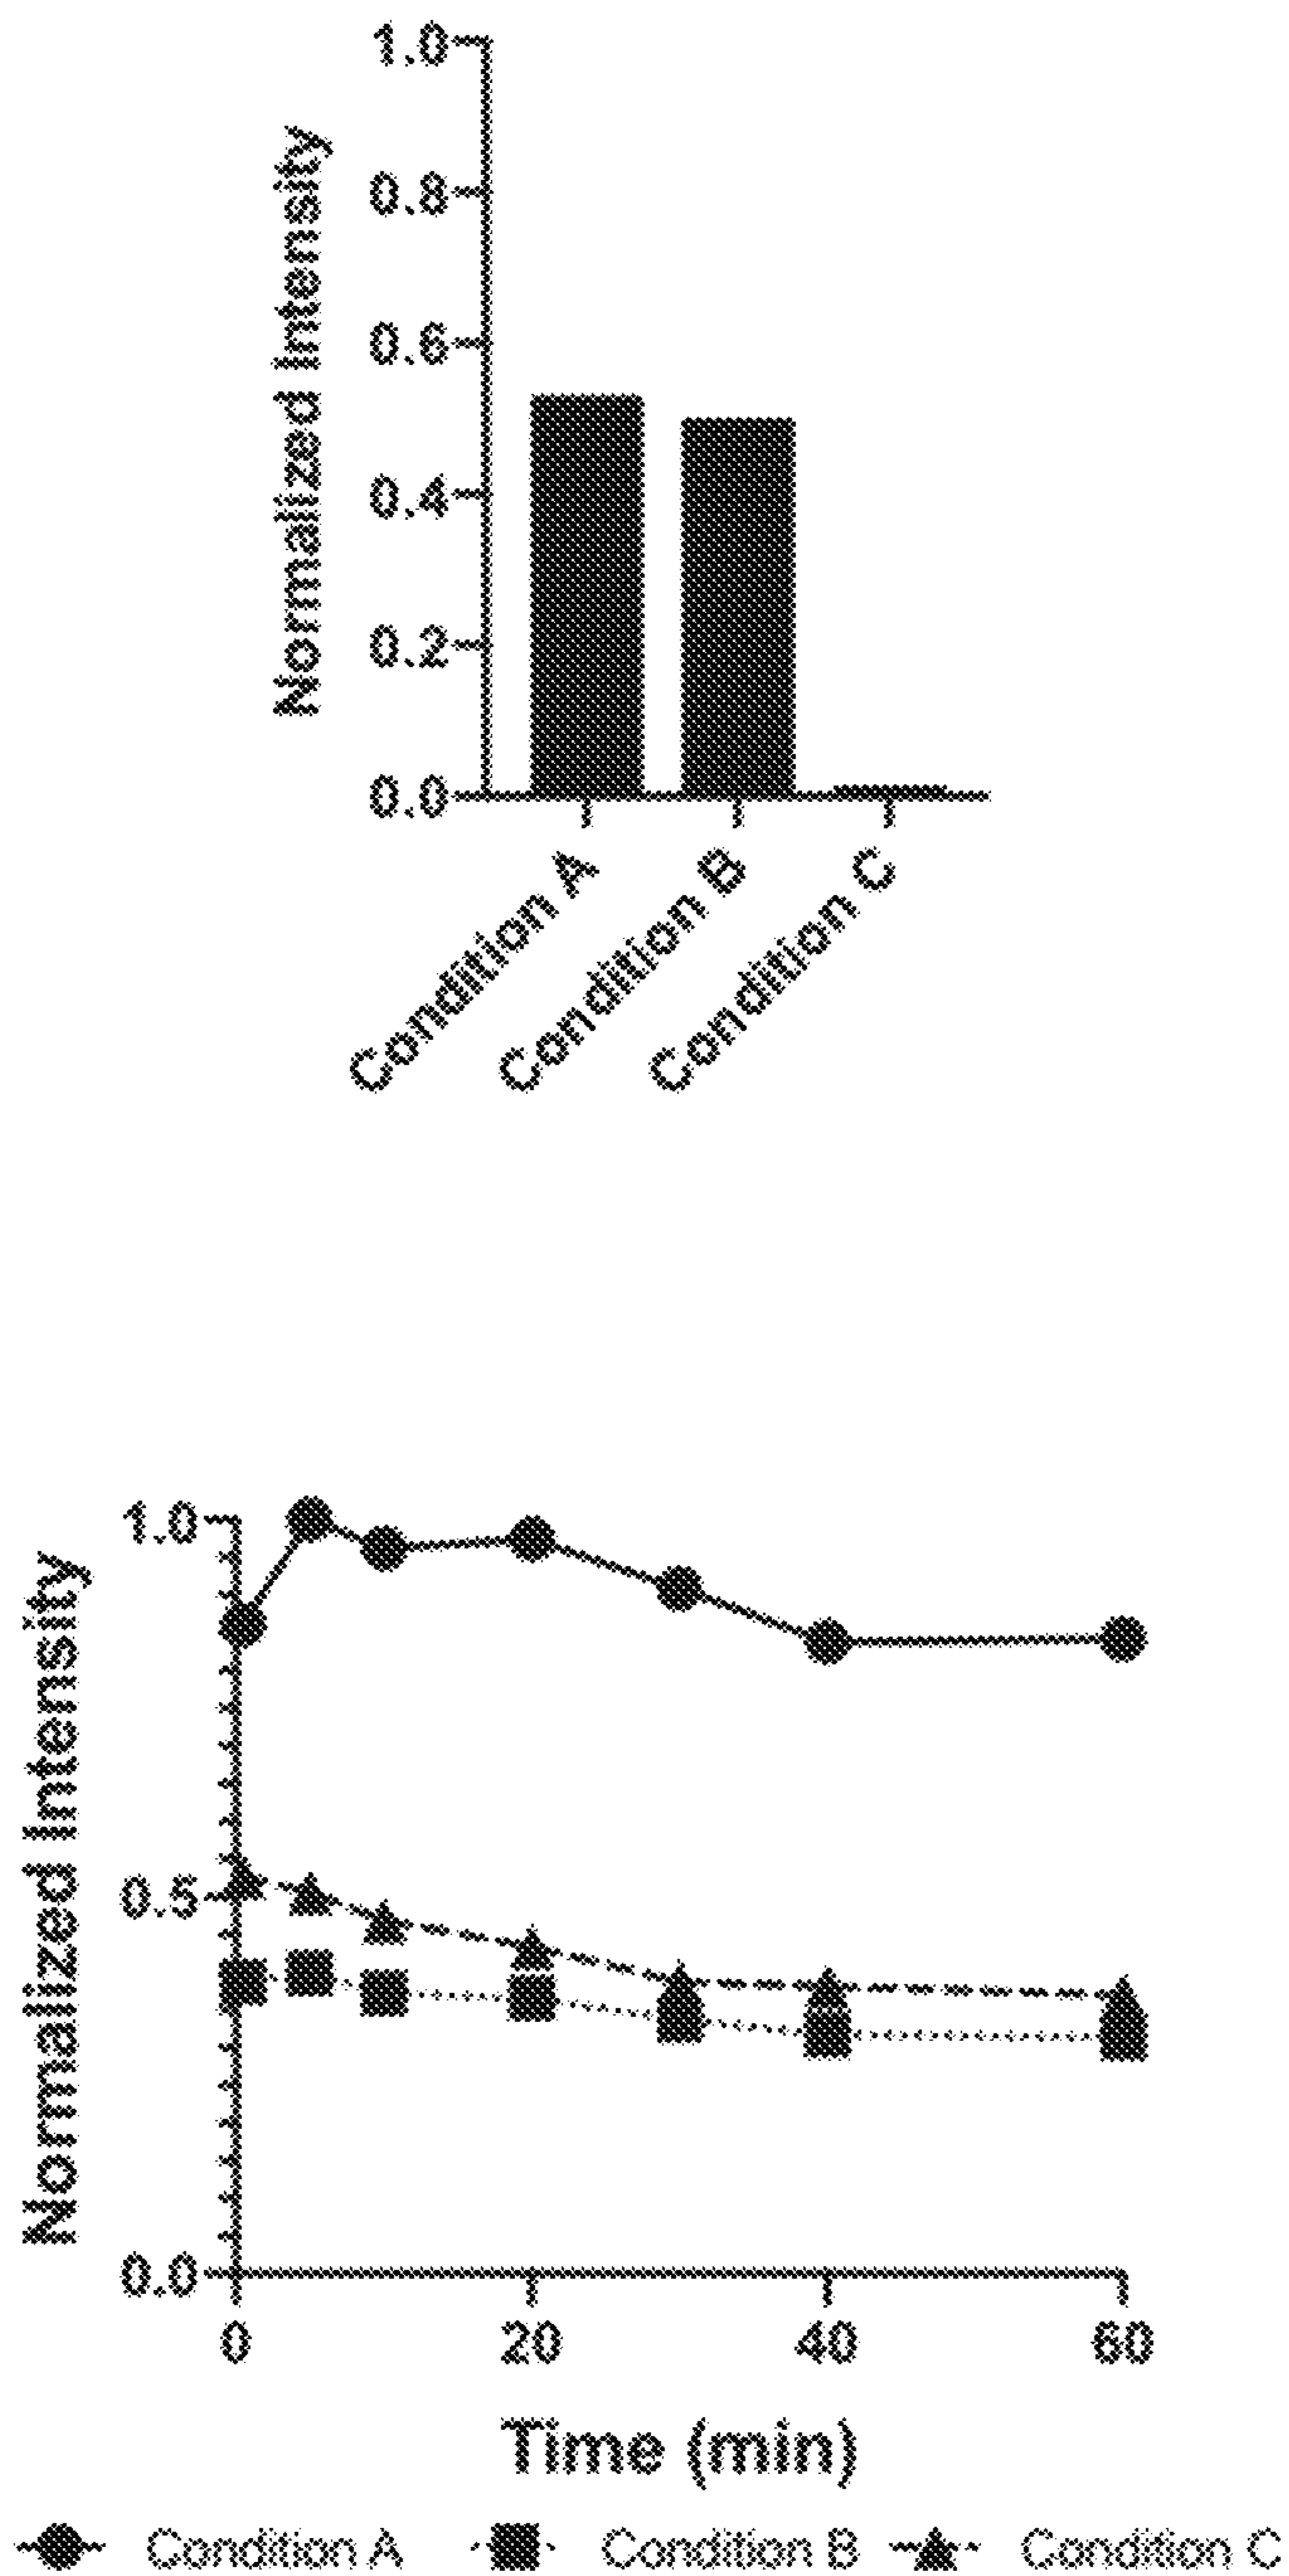 1.0
0.8
0.6
0.4
0.2
0.0
Normalized Intensity
Condition A
Condition B
Condition C
1.0
0.5
0.0
Normalized Intensity
0 20 40 60
Time (min)
Condition A Condition B Condition C